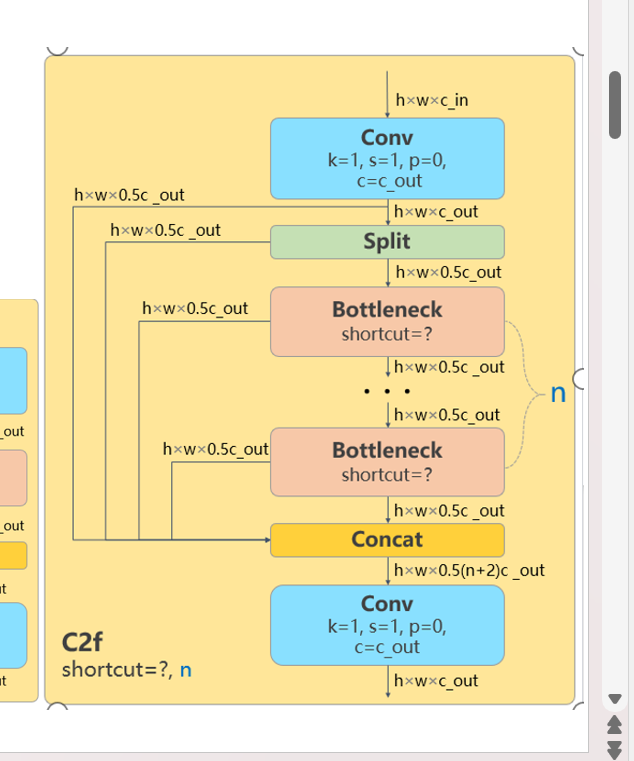 h×w×c_in
Conv
k=1, s=1, p=0,
c=c_out
h×w×0.5c _out
h×w×c_out
h×w×0.5c _out
Split
h×w×0.5c_out
h×w×0.5c_out
Bottleneck
shortcut=?
h×w×0.5c _out
• • •
n
h×w×0.5c_out
h×w×0.5c_out
Bottleneck
shortcut=?
h×w×0.5c _out
Concat
h×w×0.5(n+2)c _out
Conv
k=1, s=1, p=0,
c=c_out
C2f
shortcut=?, n
h×w×c_out
_out
_out